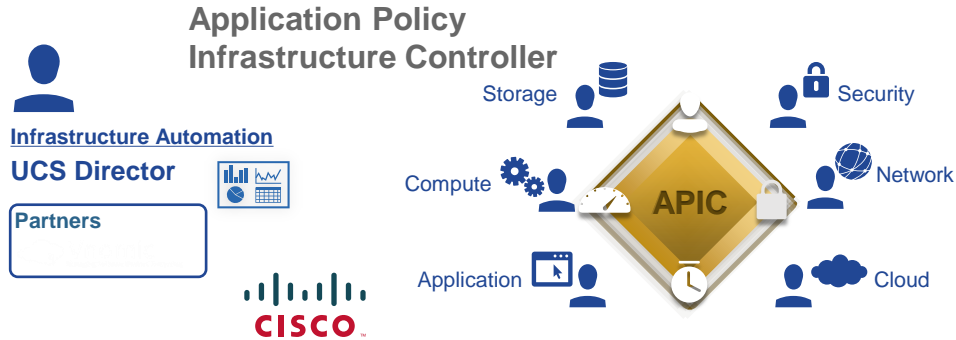 Application Policy
Infrastructure Controller
Infrastructure Automation
UCS Director
Partners
CISCO
Storage
Security
Compute
APIC
Network
Application
Cloud